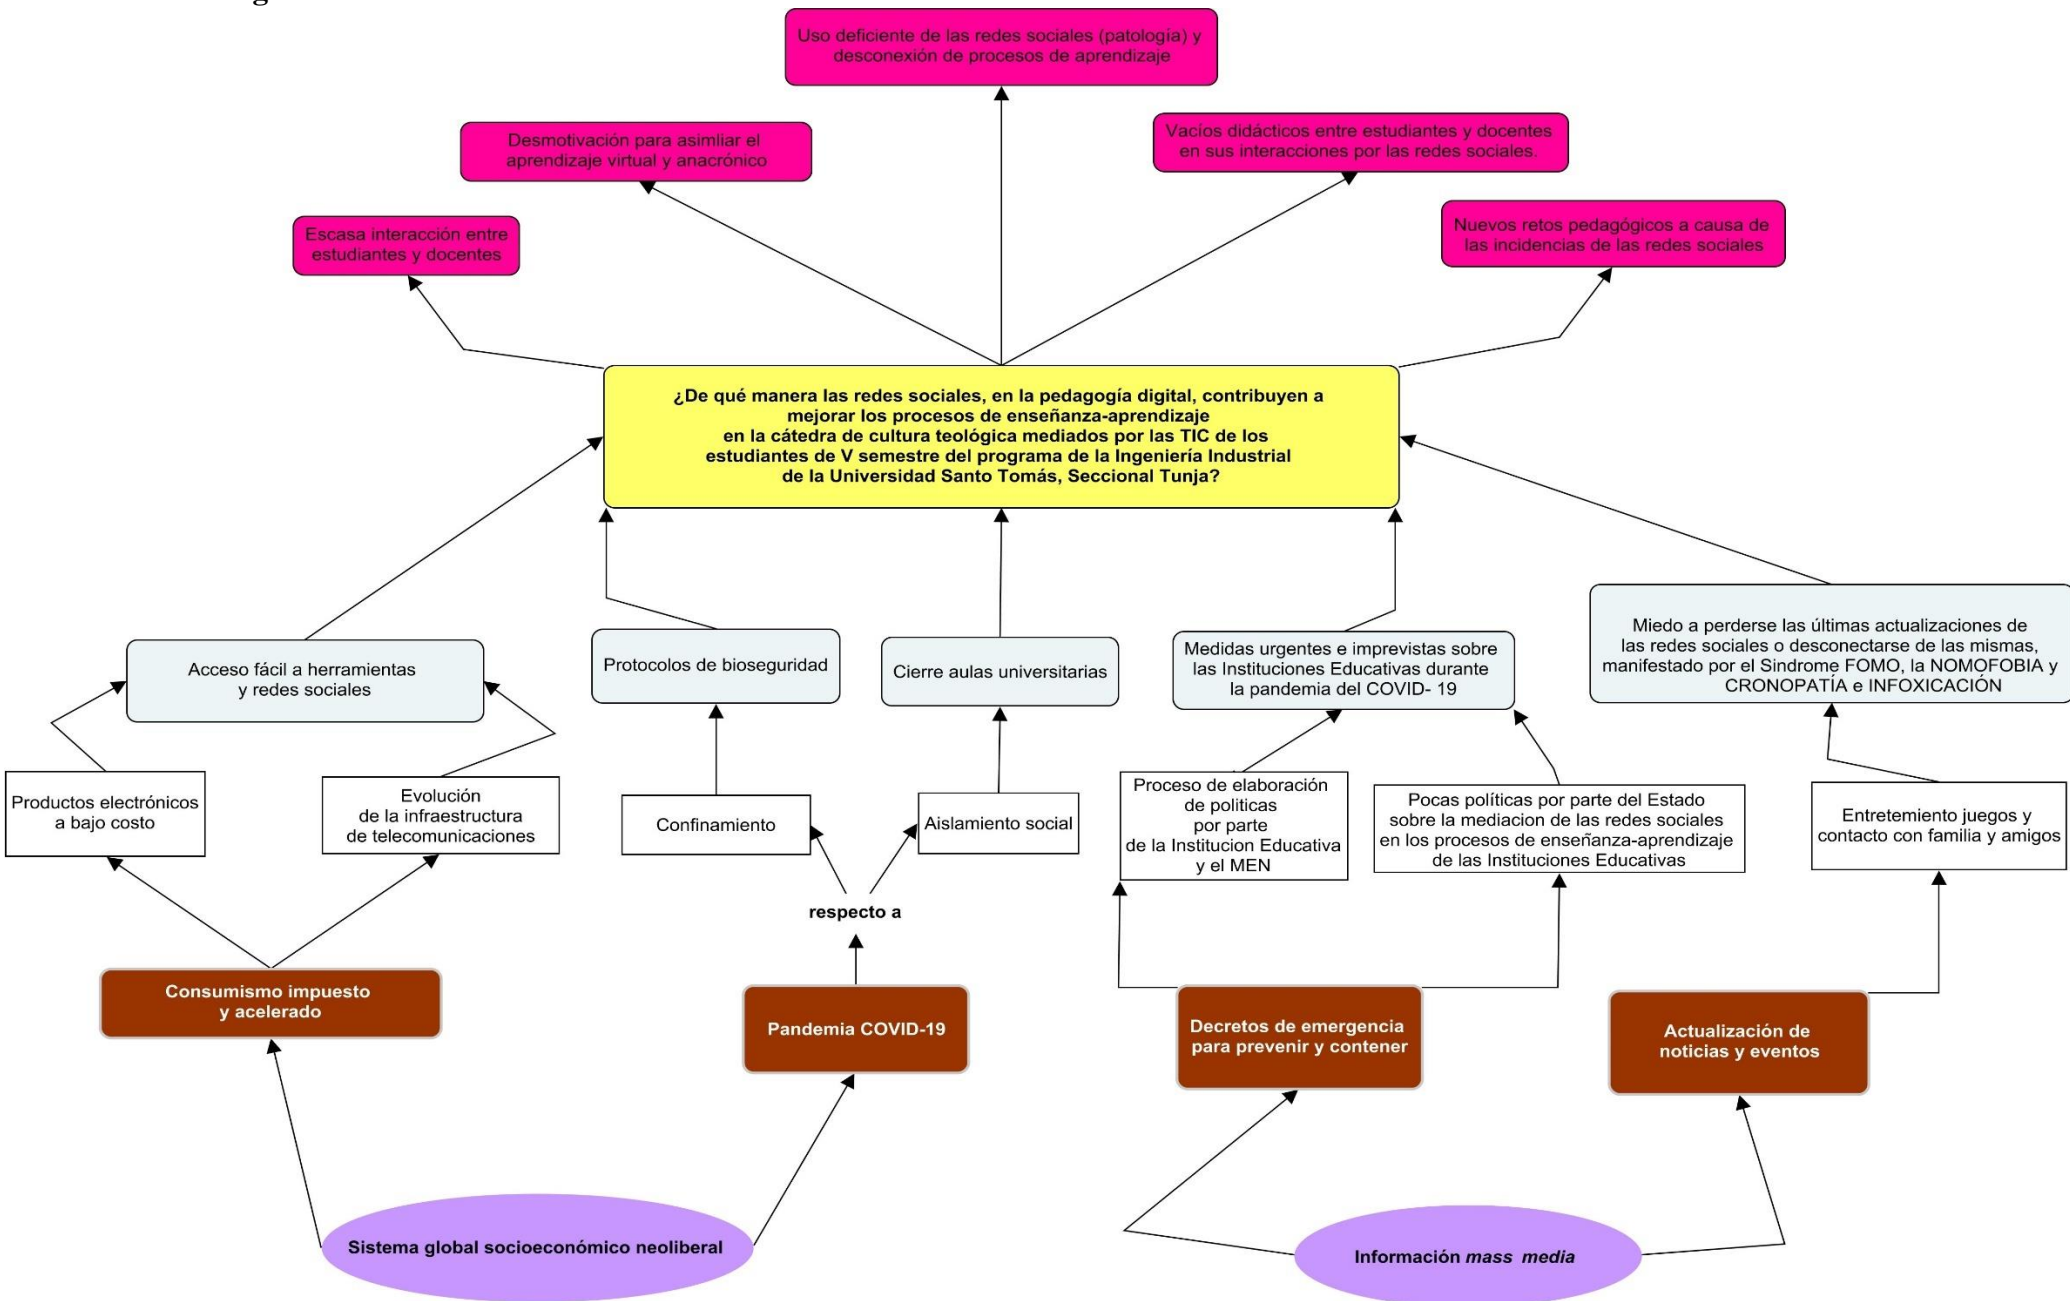 Uso deficiente de las redes sociales (patología) y
desconexión de procesos de aprendizaje
Desmotivación para asimliar el
aprendizaje virtual y anacrónico
Vacíos didácticos entre estudiantes y docentes
en sus interacciones por las redes sociales.
Escasa interacción entre
estudiantes y docentes
Nuevos retos pedagógicos a causa de
las incidencias de las redes sociales
¿De qué manera las redes sociales, en la pedagogía digital, contribuyen a
mejorar los procesos de enseñanza-aprendizaje
en la cátedra de cultura teológica mediados por las TIC de los
estudiantes de V semestre del programa de la Ingeniería Industrial
de la Universidad Santo Tomás, Seccional Tunja?
Acceso fácil a herramientas
y redes sociales
Protocolos de bioseguridad
Cierre aulas universitarias
Medidas urgentes e imprevistas sobre
las Instituciones Educativas durante
la pandemia del COVID- 19
Miedo a perderse las últimas actualizaciones de
las redes sociales o desconectarse de las mismas,
manifestado por el Sindrome FOMO, la NOMOFOBIA y
CRONOPATÍA e INFOXICACIÓN
Productos electrónicos
a bajo costo
Evolución
de la infraestructura
de telecomunicaciones
Confinamiento
Aislamiento social
Proceso de elaboración
de politicas
por parte
de la Institucion Educativa
y el MEN
Pocas políticas por parte del Estado
sobre la mediacion de las redes sociales
en los procesos de enseñanza-aprendizaje
de las Instituciones Educativas
Entretemiento juegos y
contacto con familia y amigos
respecto a
Consumismo impuesto
y acelerado
Pandemia COVID-19
Decretos de emergencia
para prevenir y contener
Actualización de
noticias y eventos
Sistema global socioeconómico neoliberal
Información mass media